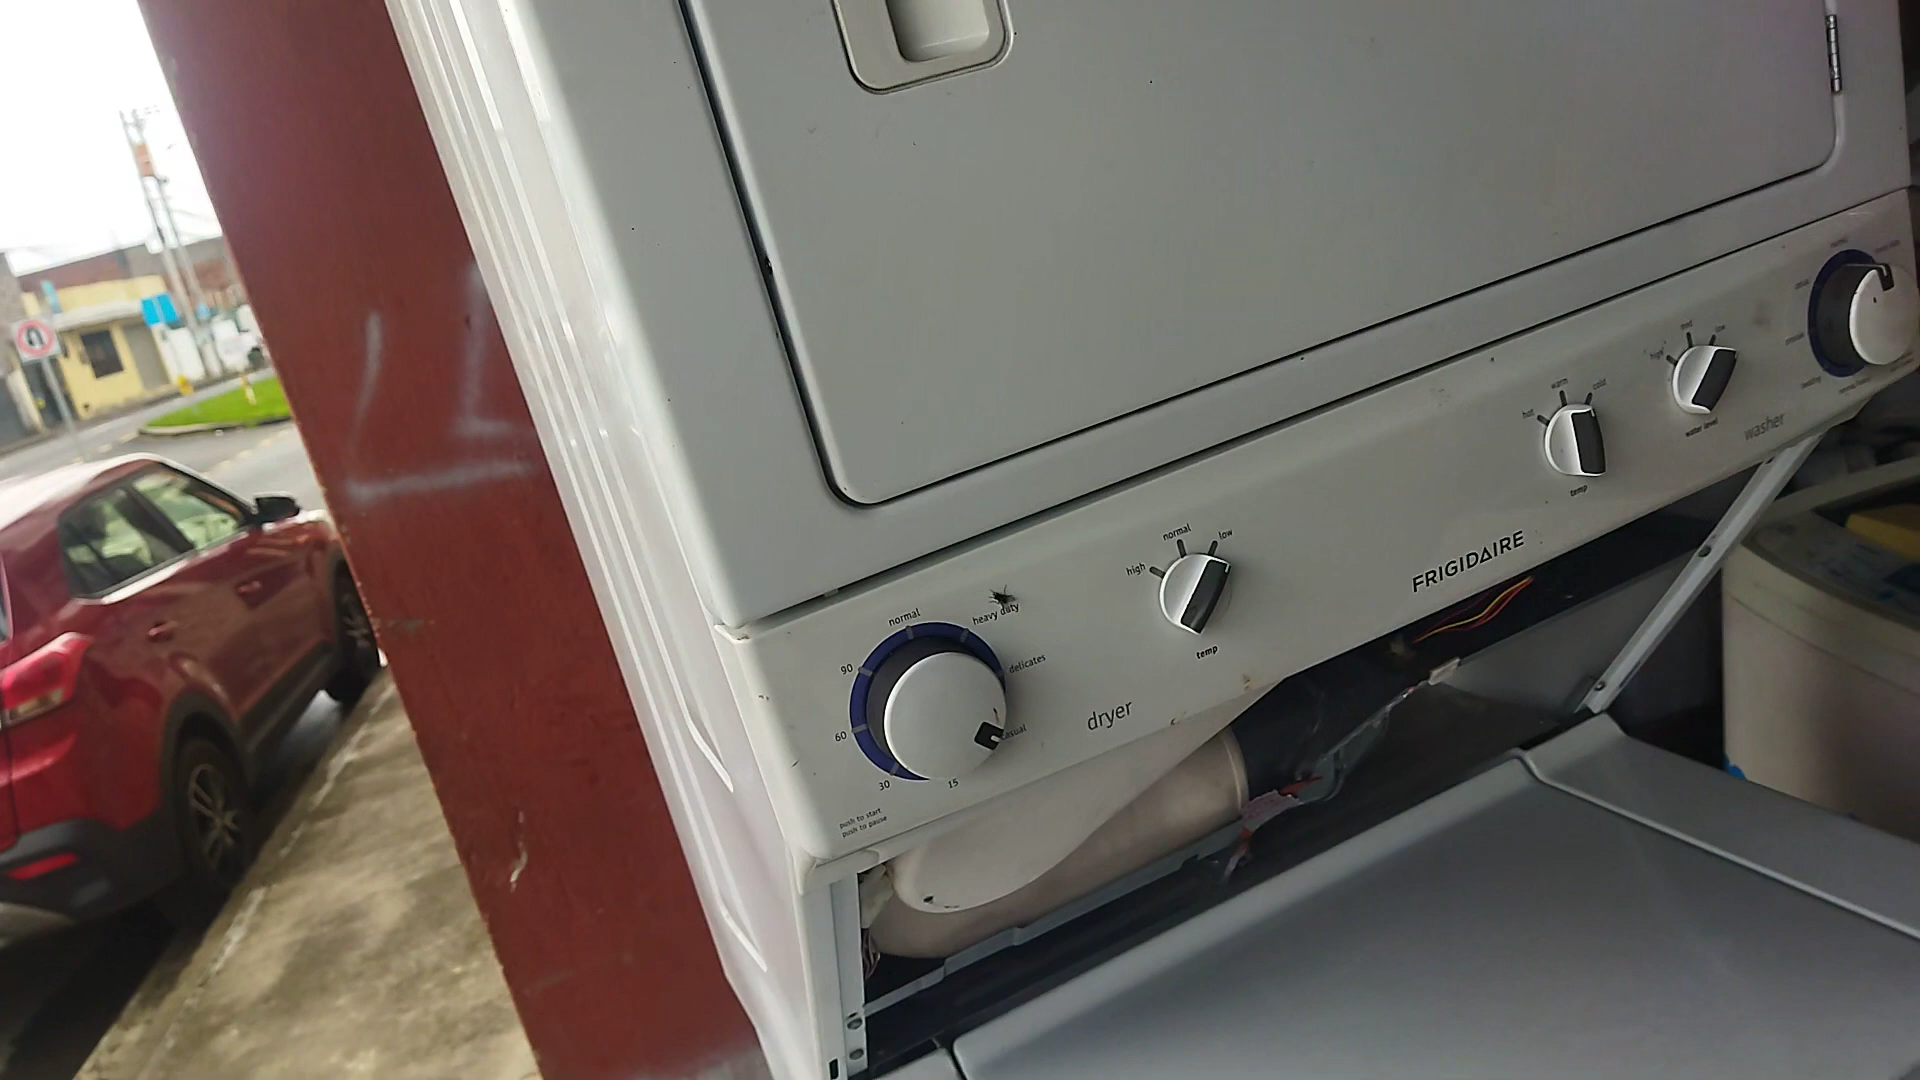 normal
heavy duty
90
delicates
60
casual
30
15
push to start
push to pause
dryer
high
normal
low
temp
FRIGIDAIRE
hot
warm
cold
temp
high
med
low
water level
washer
normal